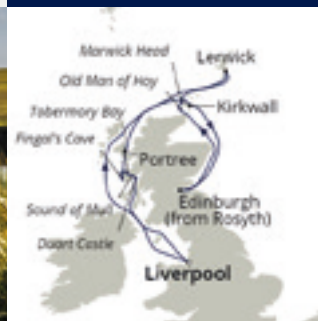 Marwick Head
Lerwick
Old Man of Hoy
Kirkwall
Tobermory Bay
Fingal's Cave
Portree
Edinburgh
(from Rosyth)
Sound of Mull
Duart Castle
Liverpool